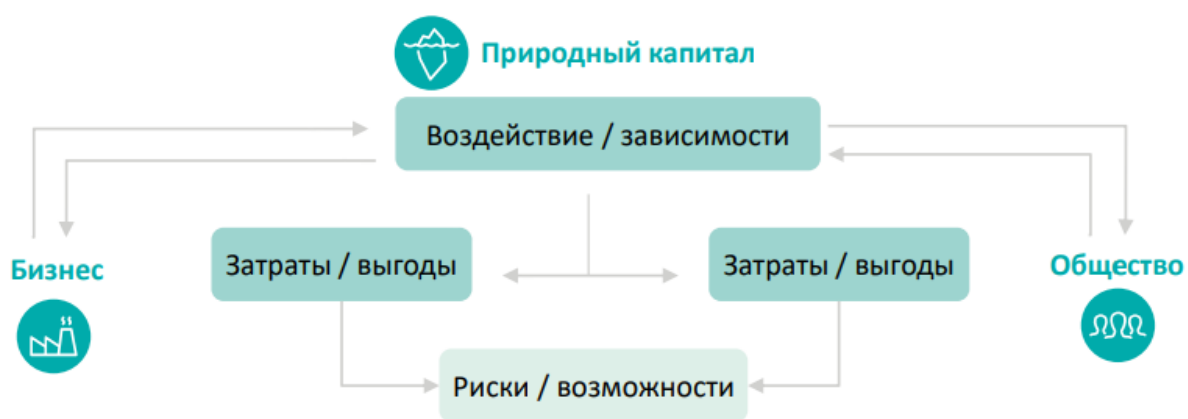 Природный капитал
Воздействие / зависимости
Бизнес
Затраты / выгоды
Затраты / выгоды
Общество
Риски / возможности